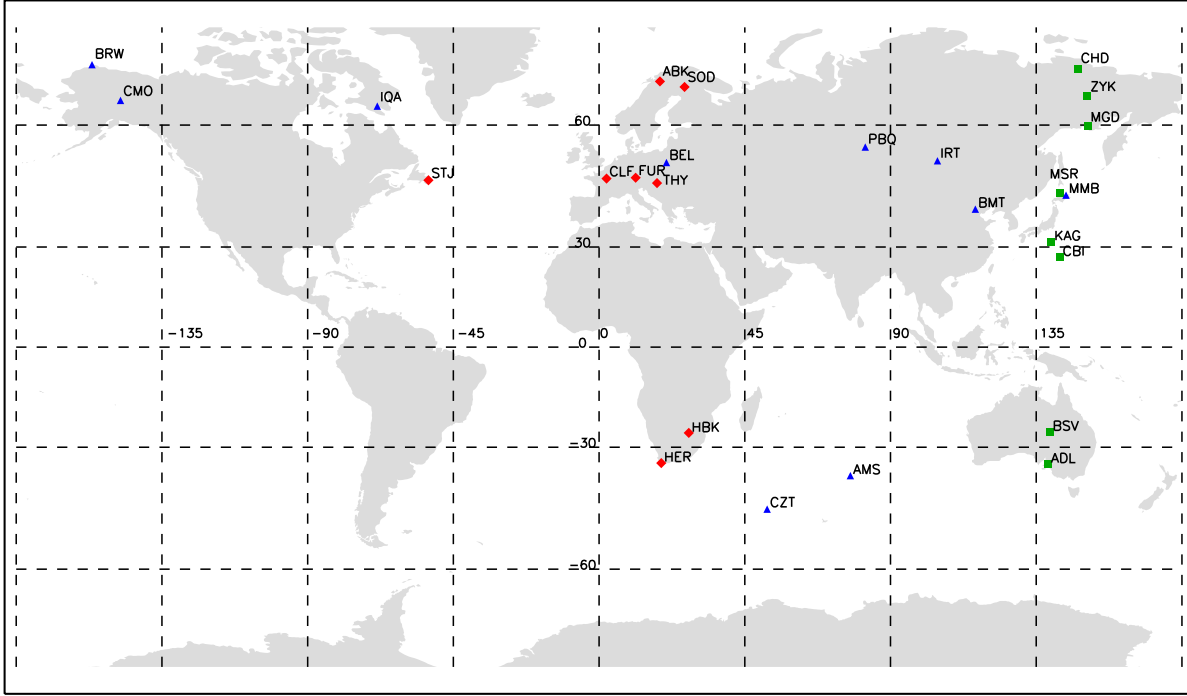 BRW
CHD
ABK
SOD
CMO
ZYK
IQA
60
MGD
PBQ
IRT
BEL
STJ
CLF
FUR
THY
MSR
MMB
BMT
KAG
30
CBI
-135
-90
-45
0
45
90
135
0
HBK
BSV
-30
HER
ADL
AMS
CZT
-60